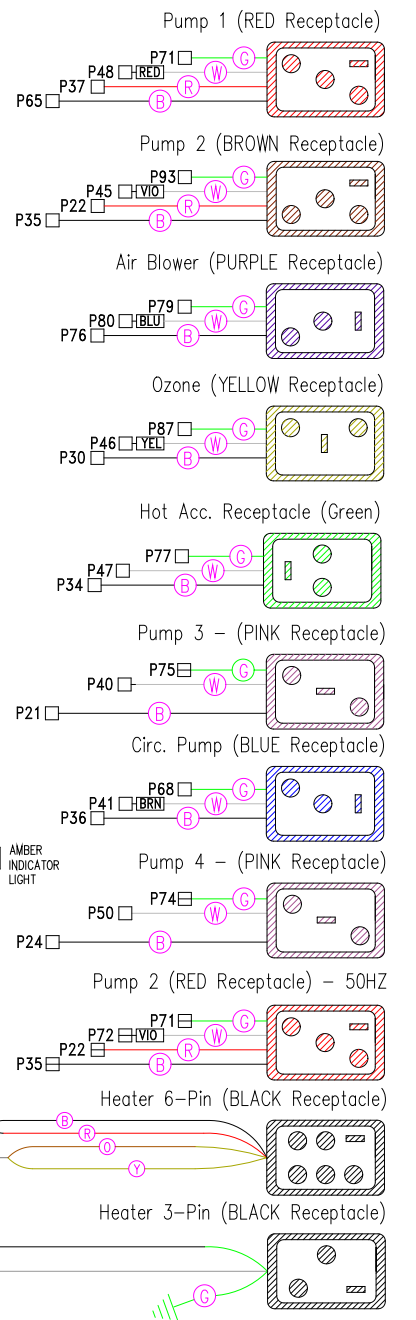 Pump 1 (RED Receptacle)
P71 G
P48 RED W
P37 R
P65 B
Pump 2 (BROWN Receptacle)
P93 G
P45 VIO W
P22 R
P35 B
Air Blower (PURPLE Receptacle)
P79 G
P80 BLU W
P76 B
Ozone (YELLOW Receptacle)
P87 G
P46 YEL W
P30 B
Hot Acc. Receptacle (Green)
P77 G
P47 W
P34 B
Pump 3 - (PINK Receptacle)
P75 G
P40 W
P21 B
Circ. Pump (BLUE Receptacle)
P68 G
P41 BRN W
P36 B
AMBER
INDICATOR
LIGHT
Pump 4 - (PINK Receptacle)
P74 G
P50 W
P24 B
Pump 2 (RED Receptacle) - 50HZ
P71 G
P72 VIO W
P22 R
P35 B
Heater 6-Pin (BLACK Receptacle)
B
R
O
Y
Heater 3-Pin (BLACK Receptacle)
G